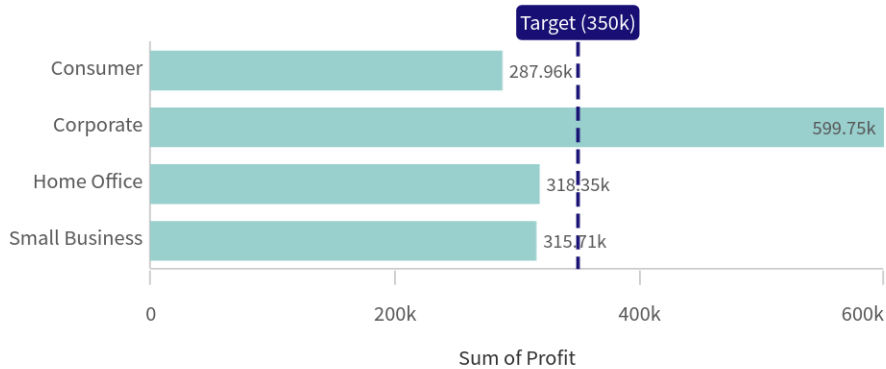 Target (350k)
Consumer
287.96k
Corporate
599.75k
Home Office
318.35k
Small Business
315.71k
0
200k
400k
600k
Sum of Profit